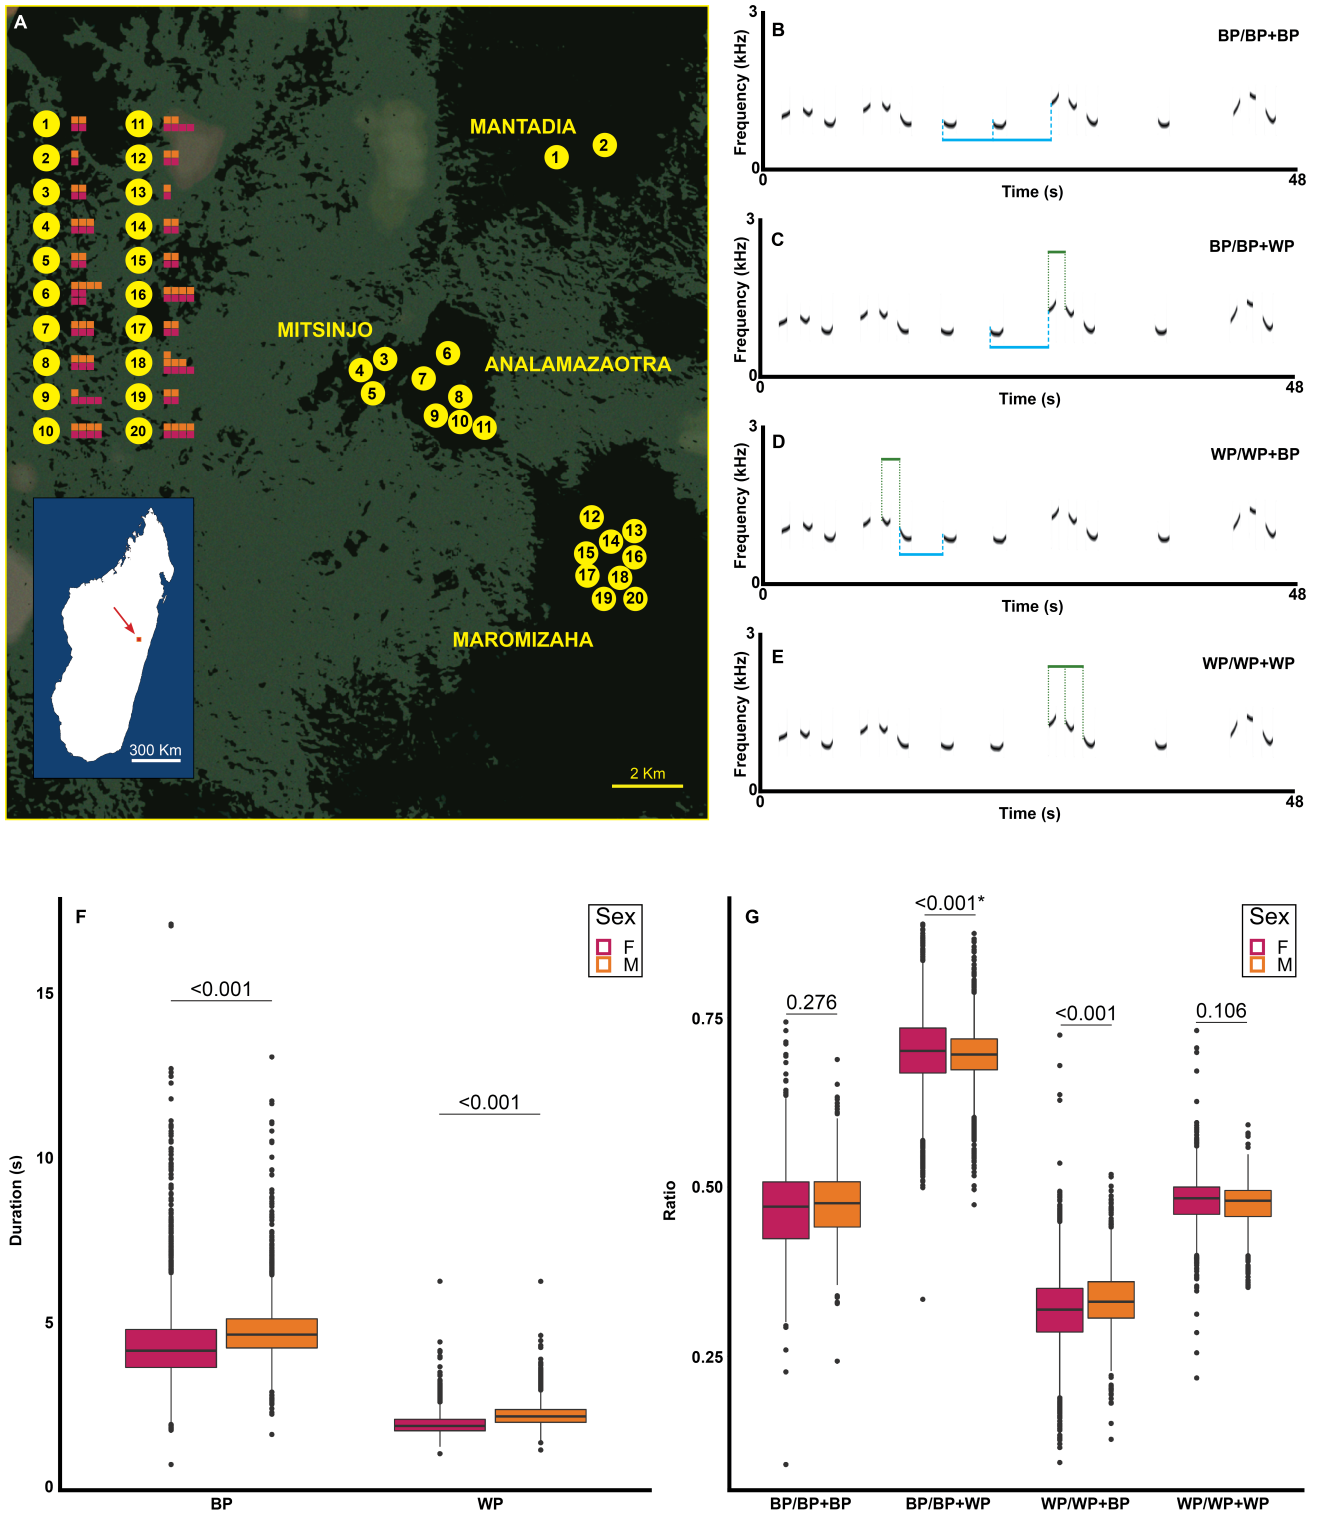 A
1 11
2 12
3 13
4 14
5 15
6 16
7 17
8 18
9 19
10 20
MANTADIA
1 2
MITSINJO
3
4
5
ANALAMAZAOTRA
6
7
8
9 10 11
12
13
14
15
16
17
18
19 20
MAROMIZAHA
300 Km
2 Km
B
BP/BP+BP
3
Frequency (kHz)
0
0 48
Time (s)
C
BP/BP+WP
3
Frequency (kHz)
0
0 48
Time (s)
D
WP/WP+BP
3
Frequency (kHz)
0
0 48
Time (s)
E
WP/WP+WP
3
Frequency (kHz)
0
0 48
Time (s)
F
Sex
F
M
<0.001
<0.001
15
10
5
0
Duration (s)
BP WP
G
Sex
F
M
<0.001*
0.276
<0.001
0.106
0.75
0.50
0.25
Ratio
BP/BP+BP BP/BP+WP WP/WP+BP WP/WP+WP